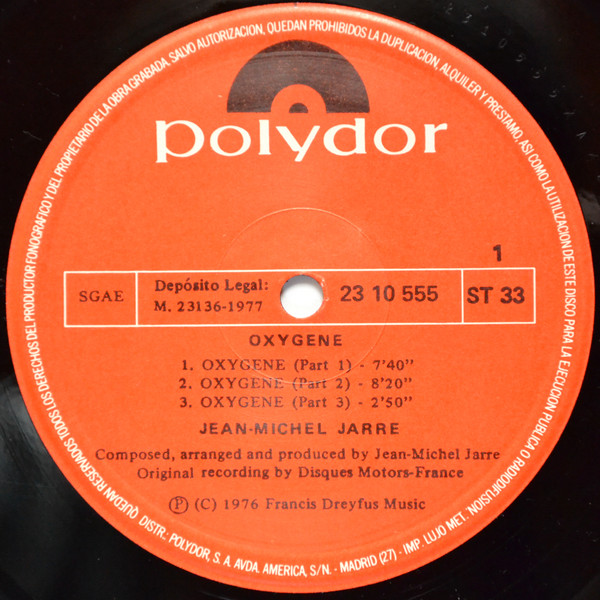 QUEDAN RESERVADOS TODOS LOS DERECHOS DEL PRODUCTOR FONOGRAFICO Y DEL PROPIETARIO DE LA OBRA GRABADA. SALVO AUTORIZACION, QUEDAN PROHIBIDOS LA DUPLICACION, ALQUILER Y PRESTAMO, ASI COMO LA UTILIZACION DE ESTE DISCO PARA LA EJECUCION PUBLICA O RADIODIFUSION.
polydor
1
SGAE
Depósito Legal:
M. 23136-1977
23 10 555
ST 33
OXYGENE
1. OXYGENE (Part 1) - 7'40"
2. OXYGENE (Part 2) - 8'20"
3. OXYGENE (Part 3) - 2'50"
JEAN-MICHEL JARRE
Composed, arranged and produced by Jean-Michel Jarre
Original recording by Disques Motors-France
Ⓟ (C) 1976 Francis Dreyfus Music
DISTR. POLYDOR, S. A. AVDA. AMERICA, S/N. - MADRID (27) - IMP. LUJO MET.